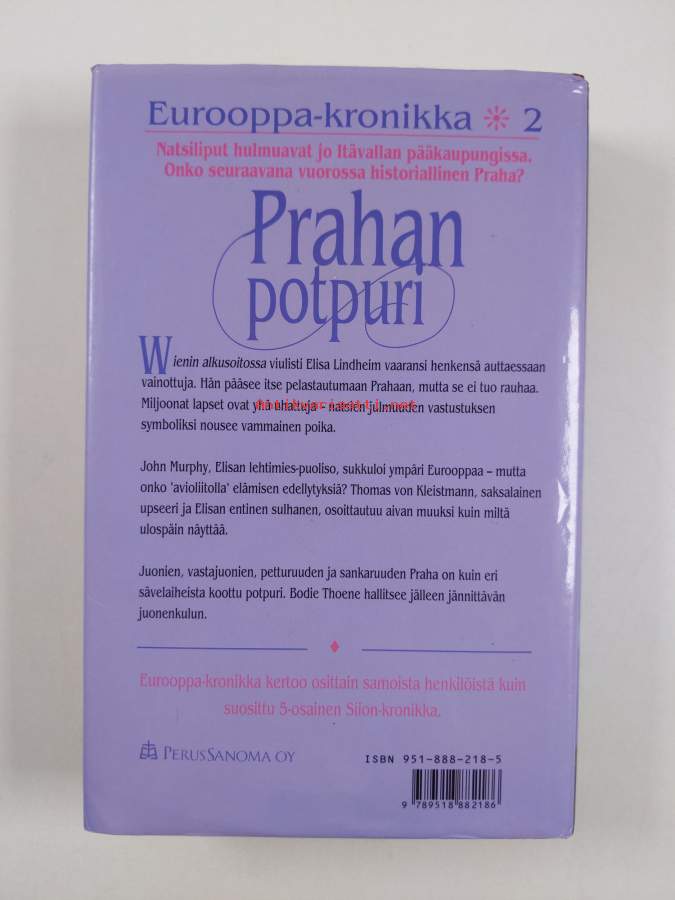 Eurooppa-kronikka * 2
Natsiliput hulmuavat jo Itävallan pääkaupungissa.
Onko seuraavana vuorossa historiallinen Praha?
Prahan
potpuri
Wienin alkusoitossa viulisti Elisa Lindheim vaaransi henkensä auttaessaan
vainottuja. Hän pääsee itse pelastautumaan Prahaan, mutta se ei tuo rauhaa.
Miljoonat lapset ovat yhä uhattuja – natsien julmuuden vastustuksen
symboliksi nousee vammainen poika.
John Murphy, Elisan lehtimies-puoliso, sukkuloi ympäri Eurooppaa – mutta
onko 'avioliitolla' elämisen edellytyksiä? Thomas von Kleistmann, saksalainen
upseeri ja Elisan entinen sulhanen, osoittautuu aivan muuksi kuin miltä
ulospäin näyttää.
Juonien, vastajuonien, petturuuden ja sankaruuden Praha on kuin eri
sävelaiheista koottu potpuri. Bodie Thoene hallitsee jälleen jännittävän
juonenkulun.
Eurooppa-kronikka kertoo osittain samoista henkilöistä kuin
suosittu 5-osainen Siion-kronikka.
PERUSSANOMA OY
ISBN 951-888-218-5
9 789518 882186